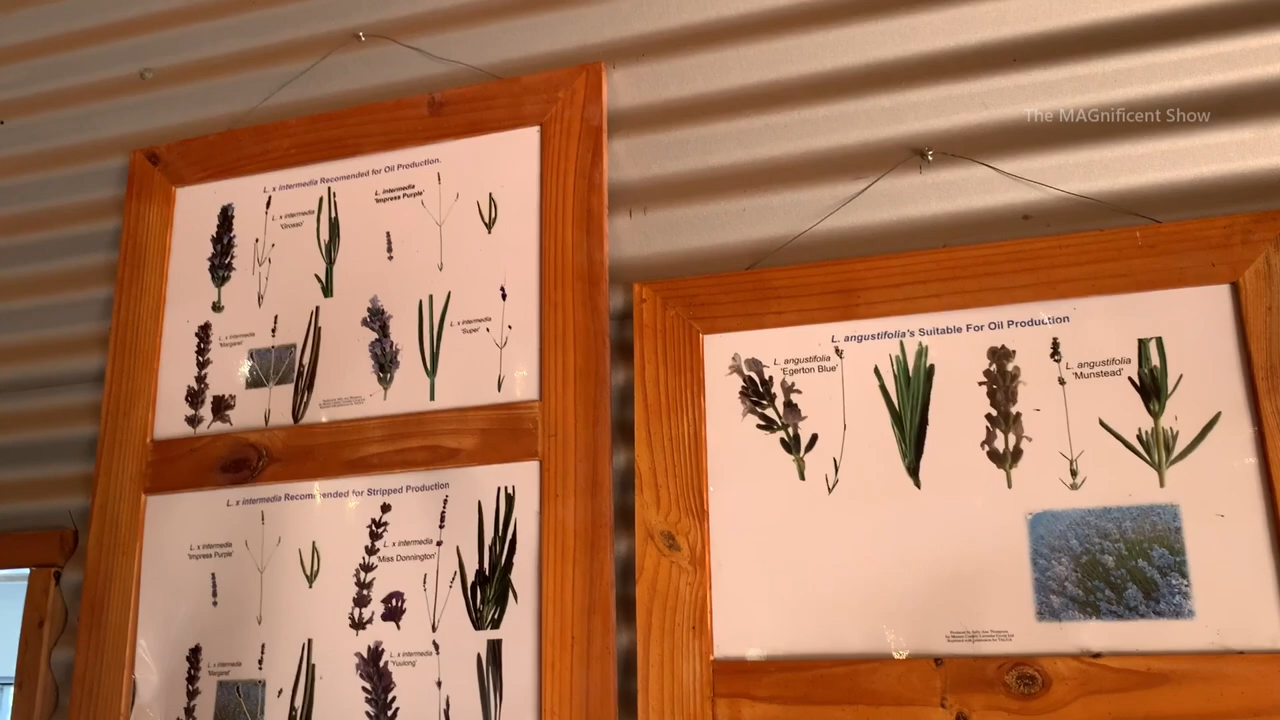 The MAGnificent Show
L. x intermedia Recomended for Oil Production.
L. x intermedia
'Grosso'
L. x intermedia
'Impress Purple'
L. x intermedia
'Margaret'
L. x intermedia
'Super'
L. x intermedia Recommended for Stripped Production
L. x intermedia
'Impress Purple'
L. x intermedia
'Miss Donnington'
L. x intermedia
'Margaret'
L. x intermedia
'Yuulong'
L. angustifolia's Suitable For Oil Production
L. angustifolia
'Egerton Blue'
L. angustifolia
'Munstead'